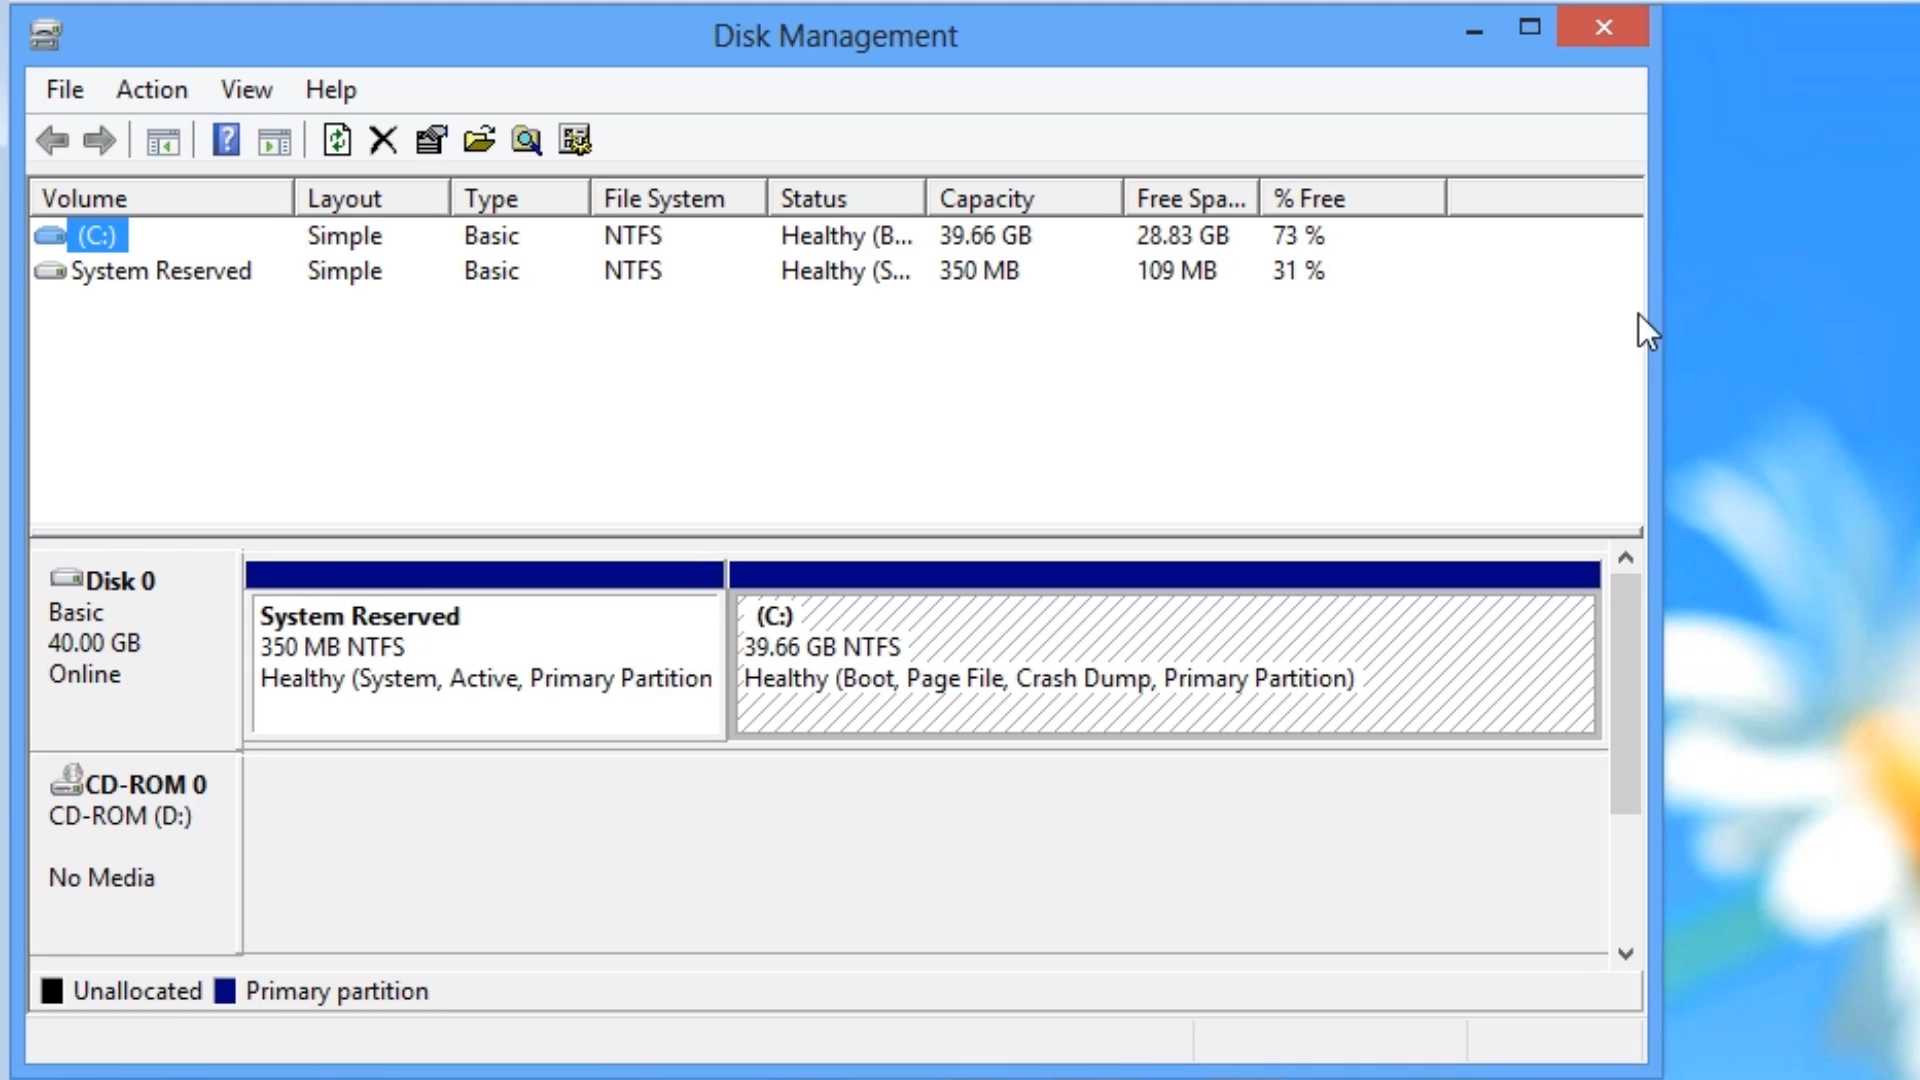 Disk Management
File Action View Help
Volume Layout Type File System Status Capacity Free Spa... % Free
(C:) Simple Basic NTFS Healthy (B... 39.66 GB 28.83 GB 73 %
System Reserved Simple Basic NTFS Healthy (S... 350 MB 109 MB 31 %
Disk 0
Basic
40.00 GB
Online
System Reserved
350 MB NTFS
Healthy (System, Active, Primary Partition
(C:)
39.66 GB NTFS
Healthy (Boot, Page File, Crash Dump, Primary Partition)
CD-ROM 0
CD-ROM (D:)
No Media
Unallocated Primary partition